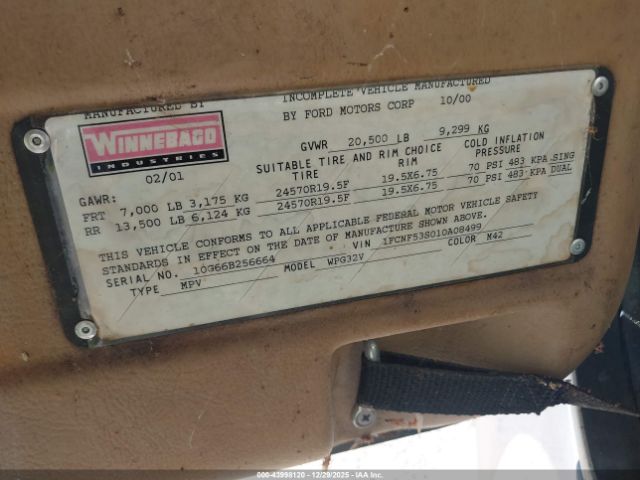 MANUFACTURED BY
INCOMPLETE VEHICLE MANUFACTURED
BY FORD MOTORS CORP 10/00
WINNEBAGO
INDUSTRIES
02/01
GVWR 20,500 LB 9,299 KG
SUITABLE TIRE AND RIM CHOICE
COLD INFLATION
TIRE RIM PRESSURE
GAWR:
FRT 7,000 LB 3,175 KG 24570R19.5F 19.5X6.75 70 PSI 483 KPA SING
RR 13,500 LB 6,124 KG 24570R19.5F 19.5X6.75 70 PSI 483 KPA DUAL
THIS VEHICLE CONFORMS TO ALL APPLICABLE FEDERAL MOTOR VEHICLE SAFETY
STANDARDS IN EFFECT ON THE DATE OF MANUFACTURE SHOWN ABOVE.
SERIAL NO. 10G66B256664 VIN 1FCNF53S010A08499
TYPE MPV MODEL WPG32V COLOR M42
000-43998120 - 12/29/2025 - IAA, Inc.